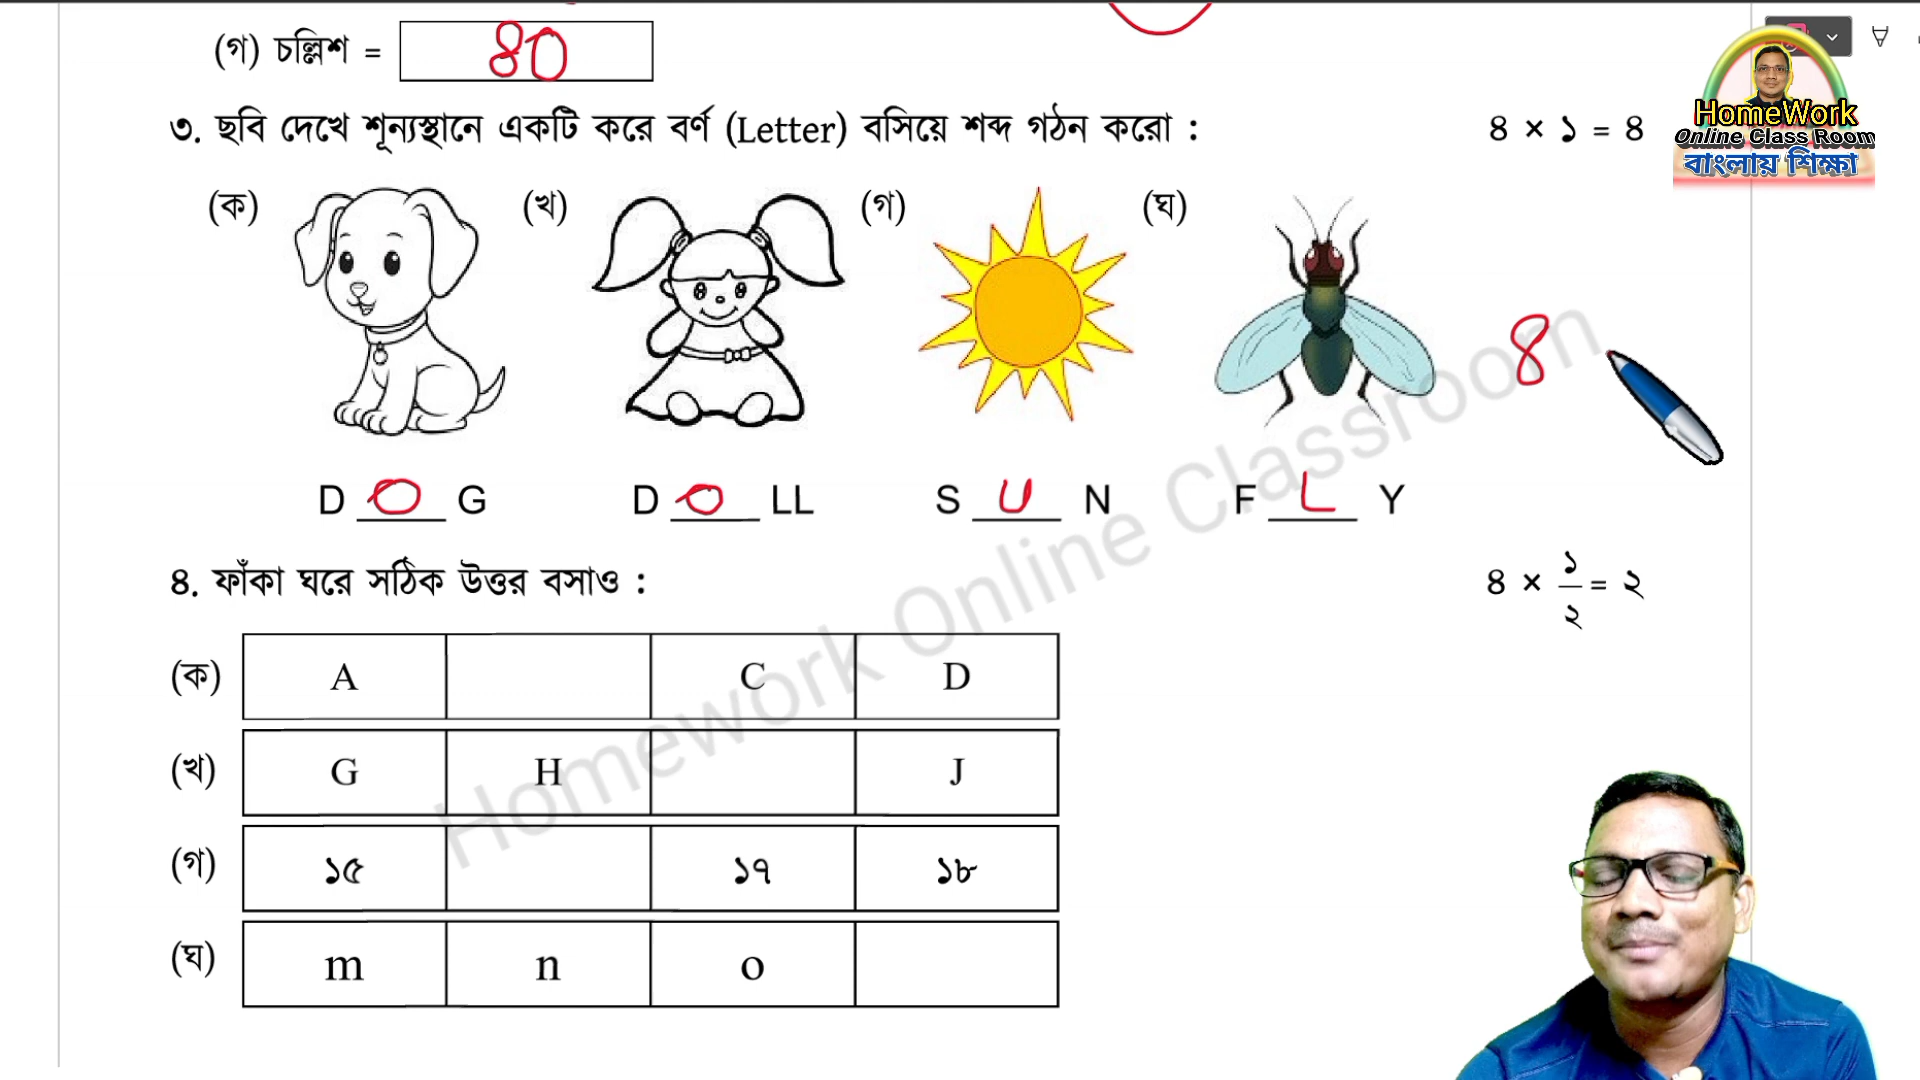 (গ) চল্লিশ = ৪০
HomeWork
Online Class Room
বাংলায় শিক্ষা
৩. ছবি দেখে শূন্যস্থানে একটি করে বর্ণ (Letter) বসিয়ে শব্দ গঠন করো : ৪ × ১ = ৪
(ক) (খ) (গ) (ঘ)
৪
D O G D O LL S U N F L Y
৪. ফাঁকা ঘরে সঠিক উত্তর বসাও : ৪ × ১/২ = ২
(ক) A C D
(খ) G H J
(গ) ১৫ ১৭ ১৮
(ঘ) m n o
Homework Online Classroom